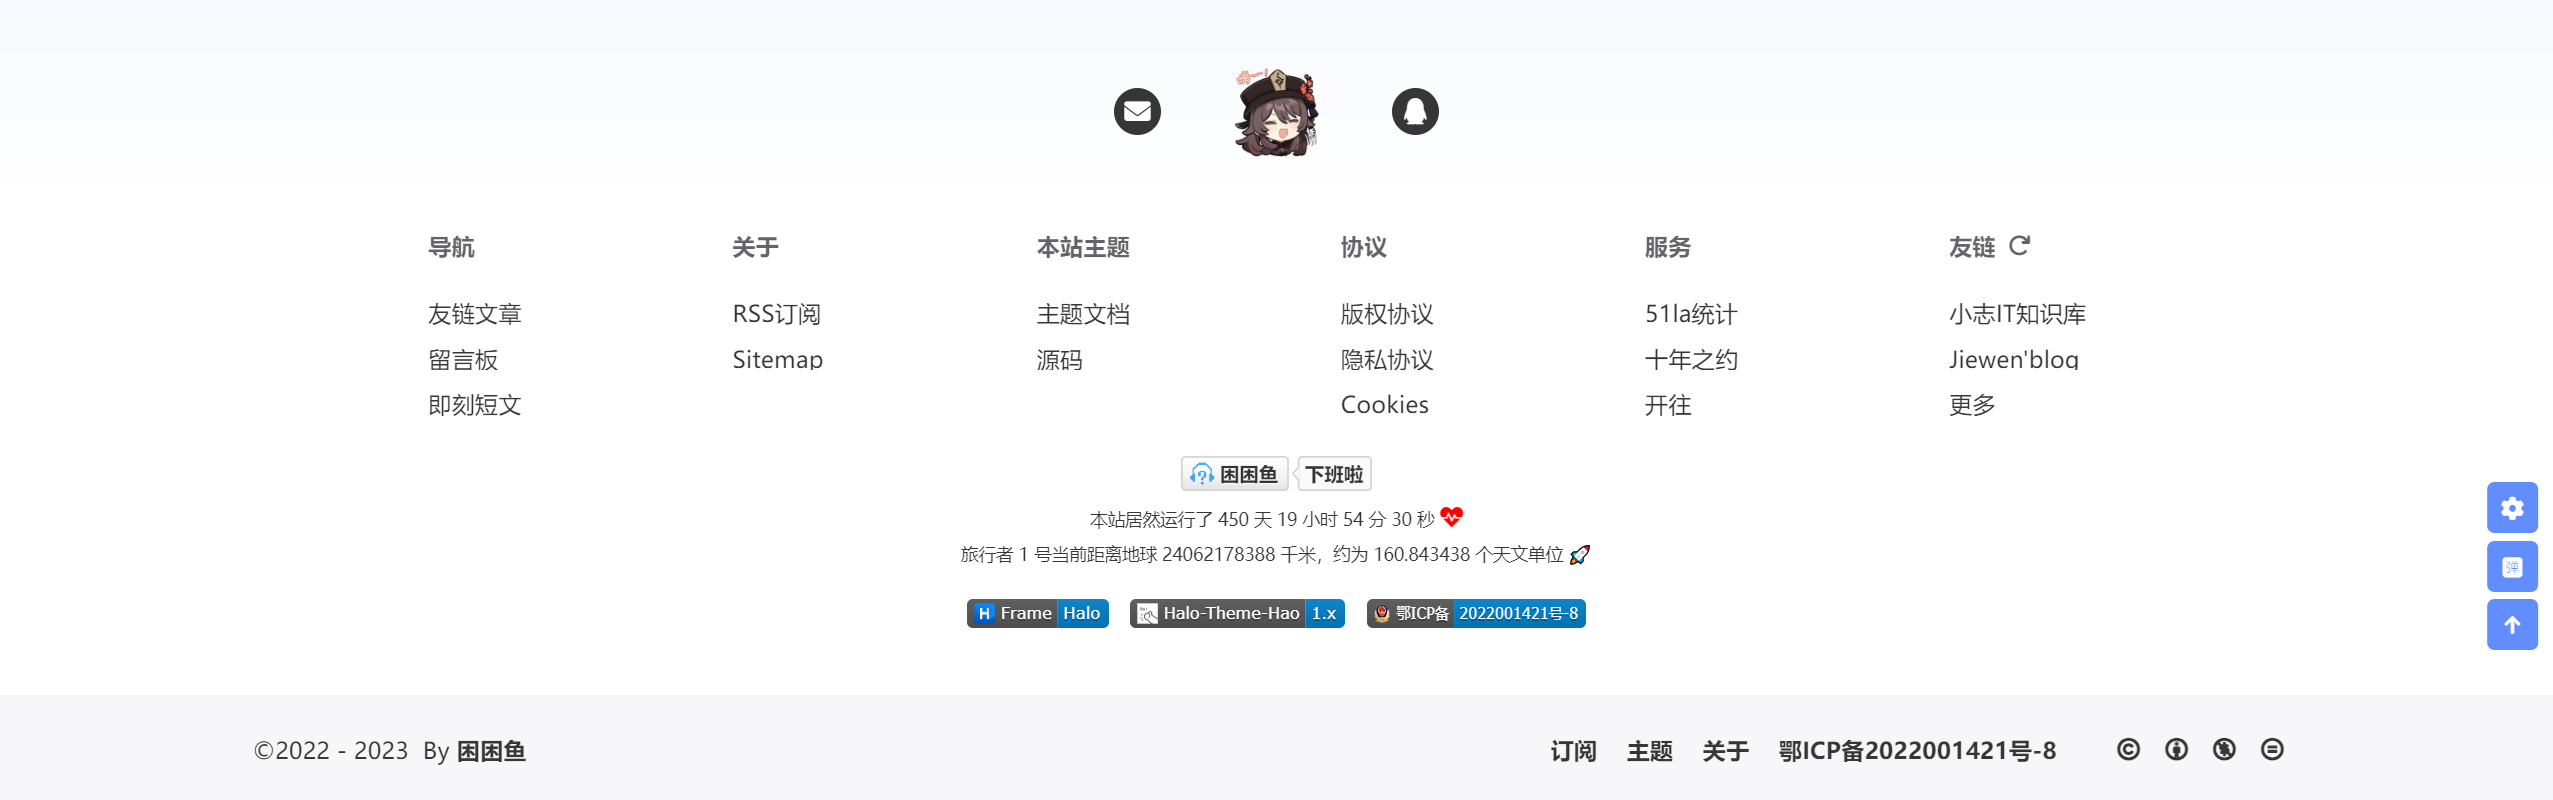 导航 关于 本站主题 协议 服务 友链
友链文章 RSS订阅 主题文档 版权协议 51la统计 小志IT知识库
留言板 Sitemap 源码 隐私协议 十年之约 Jiewen'blog
即刻短文 Cookies 开往 更多
困困鱼 下班啦
本站居然运行了 450 天 19 小时 54 分 30 秒
旅行者 1 号当前距离地球 24062178388 千米，约为 160.843438 个天文单位 🚀
H Frame Halo Halo-Theme-Hao 1.x 鄂ICP备 2022001421号-8
弹
©2022 - 2023 By 困困鱼 订阅 主题 关于 鄂ICP备2022001421号-8